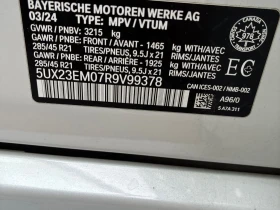 BAYERISCHE MOTOREN WERKE AG
03/24 TYPE: MPV / VTUM
GVWR / PNBV: 3215 kg
GAWR / PNBE: FRONT/AVANT - 1465 kg WITH/AVEC
285/45 R21 TIRES/PNEUS, 9.5J x 21 RIMS/JANTES
GAWR / PNBE: REAR/ARRIERE - 1925 kg WITH/AVEC
285/45 R21 TIRES/PNEUS, 9.5J x 21 RIMS/JANTES
5UX23EM07R9V99378
EC
CAN ICES-002 / NMB-002
A96/0